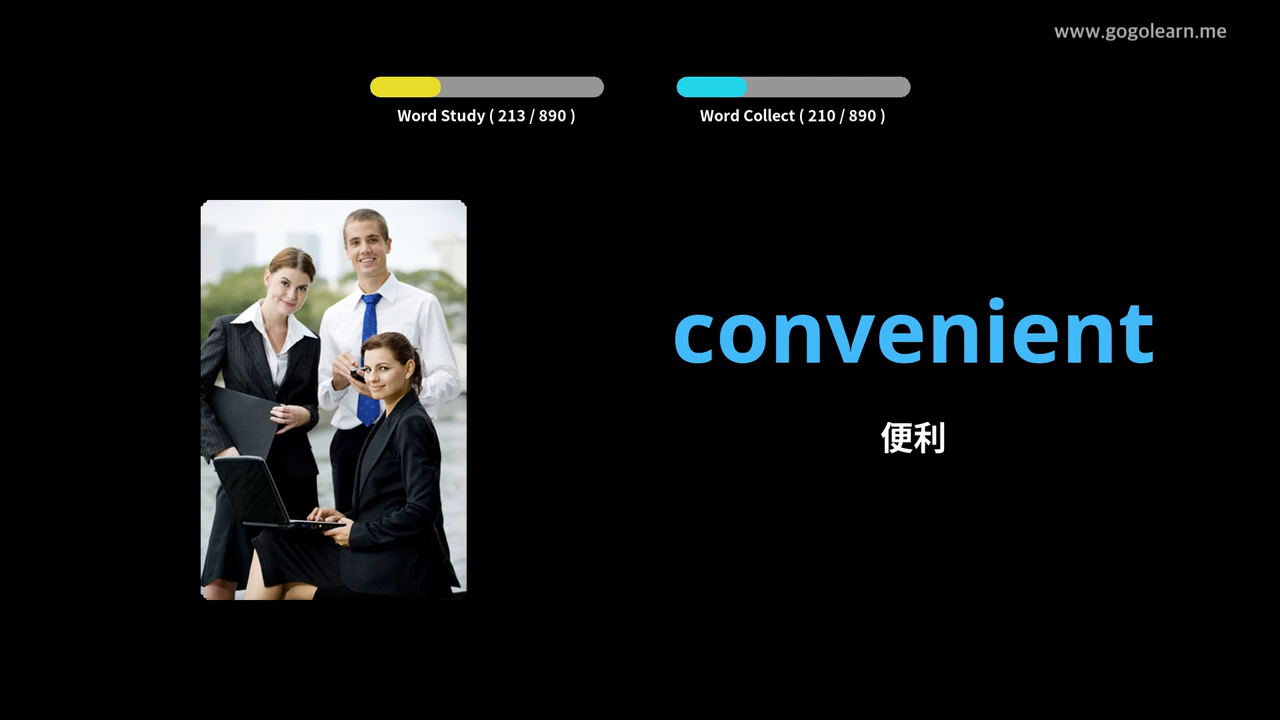 www.gogolearn.me
Word Study ( 213 / 890 )
Word Collect ( 210 / 890 )
convenient
便利